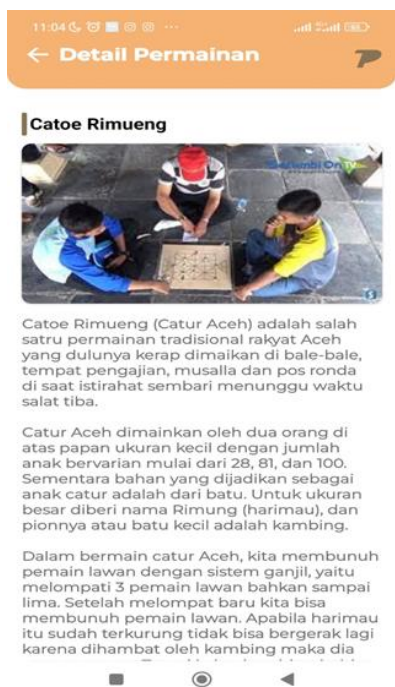 11:04
Detail Permainan
Catoe Rimueng
Catoe Rimueng (Catur Aceh) adalah salah
satru permainan tradisional rakyat Aceh
yang dulunya kerap dimaikan di bale-bale,
tempat pengajian, musalla dan pos ronda
di saat istirahat sembari menunggu waktu
salat tiba.
Catur Aceh dimainkan oleh dua orang di
atas papan ukuran kecil dengan jumlah
anak bervarian mulai dari 28, 81, dan 100.
Sementara bahan yang dijadikan sebagai
anak catur adalah dari batu. Untuk ukuran
besar diberi nama Rimung (harimau), dan
pionnya atau batu kecil adalah kambing.
Dalam bermain catur Aceh, kita membunuh
pemain lawan dengan sistem ganjil, yaitu
melompati 3 pemain lawan bahkan sampai
lima. Setelah melompat baru kita bisa
membunuh pemain lawan. Apabila harimau
itu sudah terkurung tidak bisa bergerak lagi
karena dihambat oleh kambing maka dia